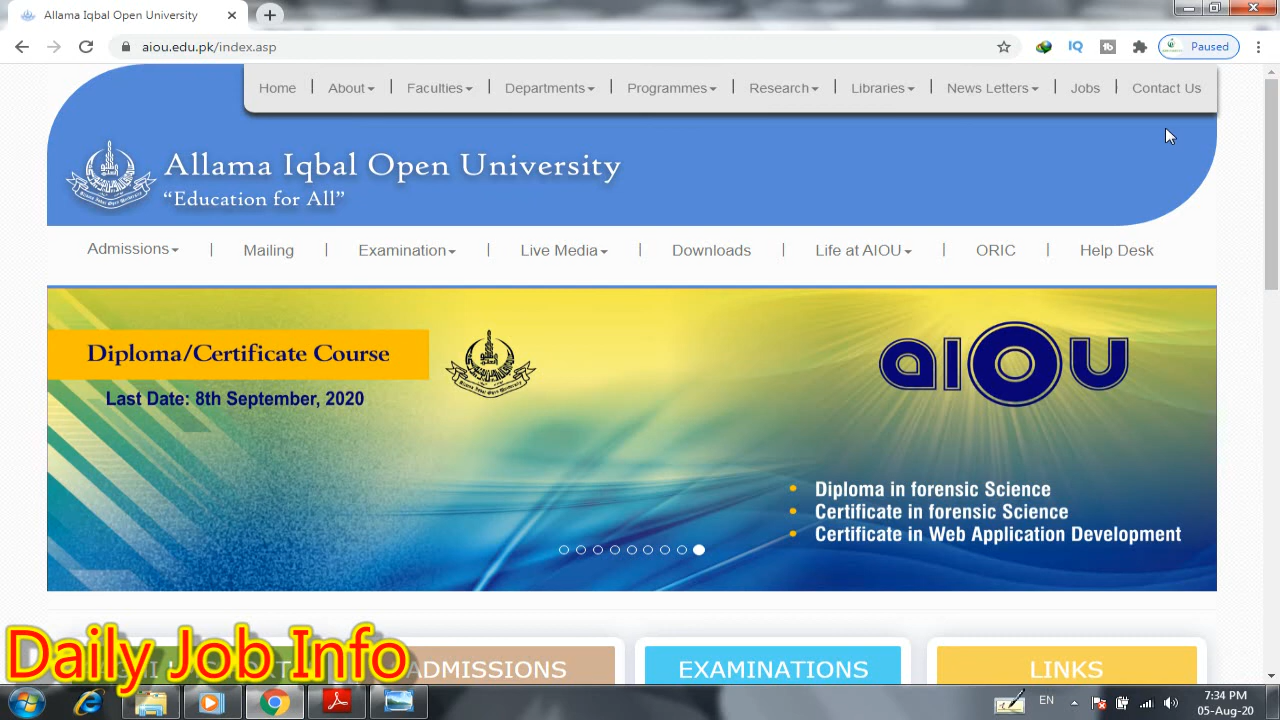 Allama Iqbal Open University
aiou.edu.pk/index.asp
IQ
Paused
Home | About | Faculties | Departments | Programmes | Research | Libraries | News Letters | Jobs | Contact Us
Allama Iqbal Open University
“Education for All”
Admissions | Mailing | Examination | Live Media | Downloads | Life at AIOU | ORIC | Help Desk
Diploma/Certificate Course
Last Date: 8th September, 2020
aiou
Diploma in forensic Science
Certificate in forensic Science
Certificate in Web Application Development
ADMISSIONS
EXAMINATIONS
LINKS
Daily Job Info
EN
7:34 PM
05-Aug-20